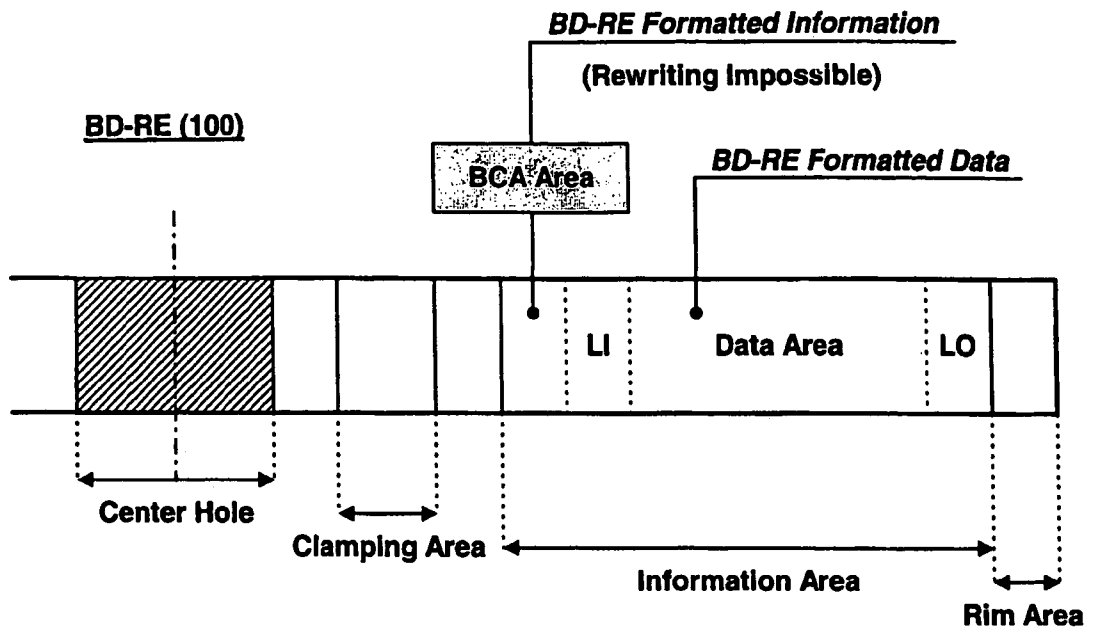 BD-RE Formatted Information
(Rewriting Impossible)
BD-RE (100)
BCA Area
BD-RE Formatted Data
LI
Data Area
LO
Center Hole
Clamping Area
Information Area
Rim Area